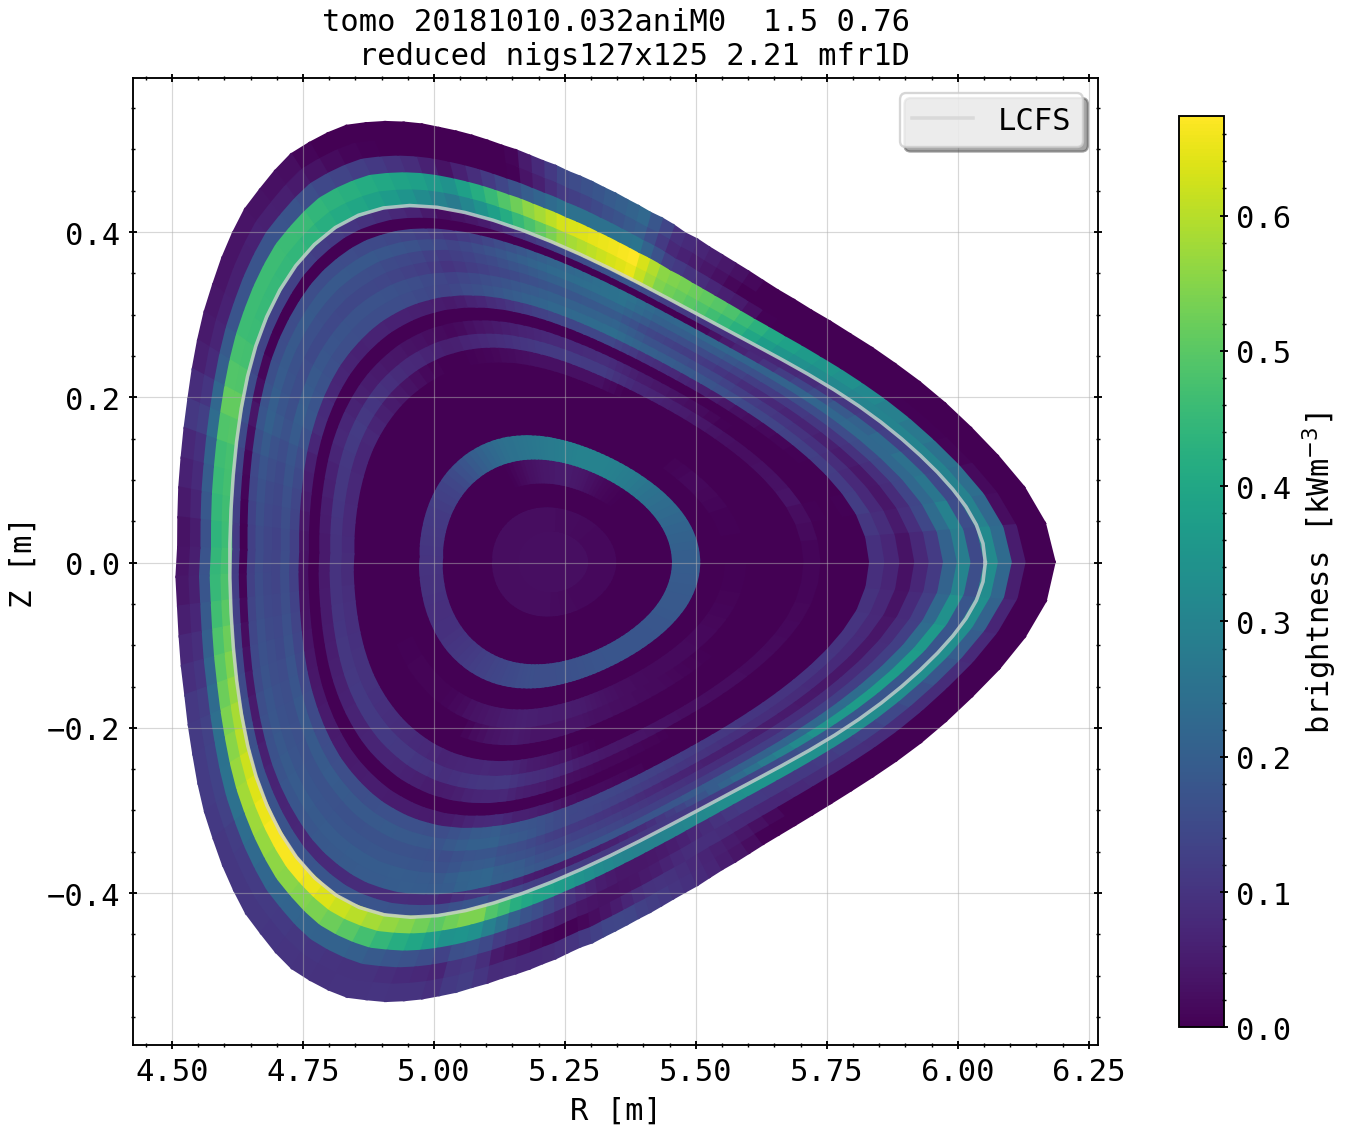 tomo 20181010.032aniM0  1.5 0.76
reduced nigs127x125 2.21 mfr1D
LCFS
0.4
0.2
0.0
−0.2
−0.4
Z [m]
4.50 4.75 5.00 5.25 5.50 5.75 6.00 6.25
R [m]
0.6
0.5
0.4
0.3
0.2
0.1
0.0
brightness [kWm⁻³]